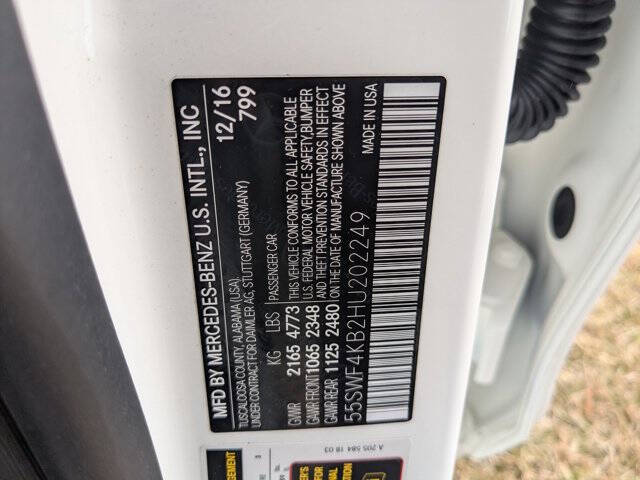 MFD BY MERCEDES-BENZ U.S. INTL., INC
12/16
799
TUSCALOOSA COUNTY, ALABAMA (USA).
UNDER CONTRACT FOR DAIMLER AG, STUTTGART (GERMANY)
KG LBS PASSENGER CAR
GVWR 2165 4773 THIS VEHICLE CONFORMS TO ALL APPLICABLE
GAWR FRONT 1065 2348 U.S. FEDERAL MOTOR VEHICLE SAFETY,BUMPER
GAWR REAR 1125 2480 AND THEFT PREVENTION STANDARDS IN EFFECT
ON THE DATE OF MANUFACTURE SHOWN ABOVE
55SWF4KB2HU202249
MADE IN USA
A 205 584 18 03